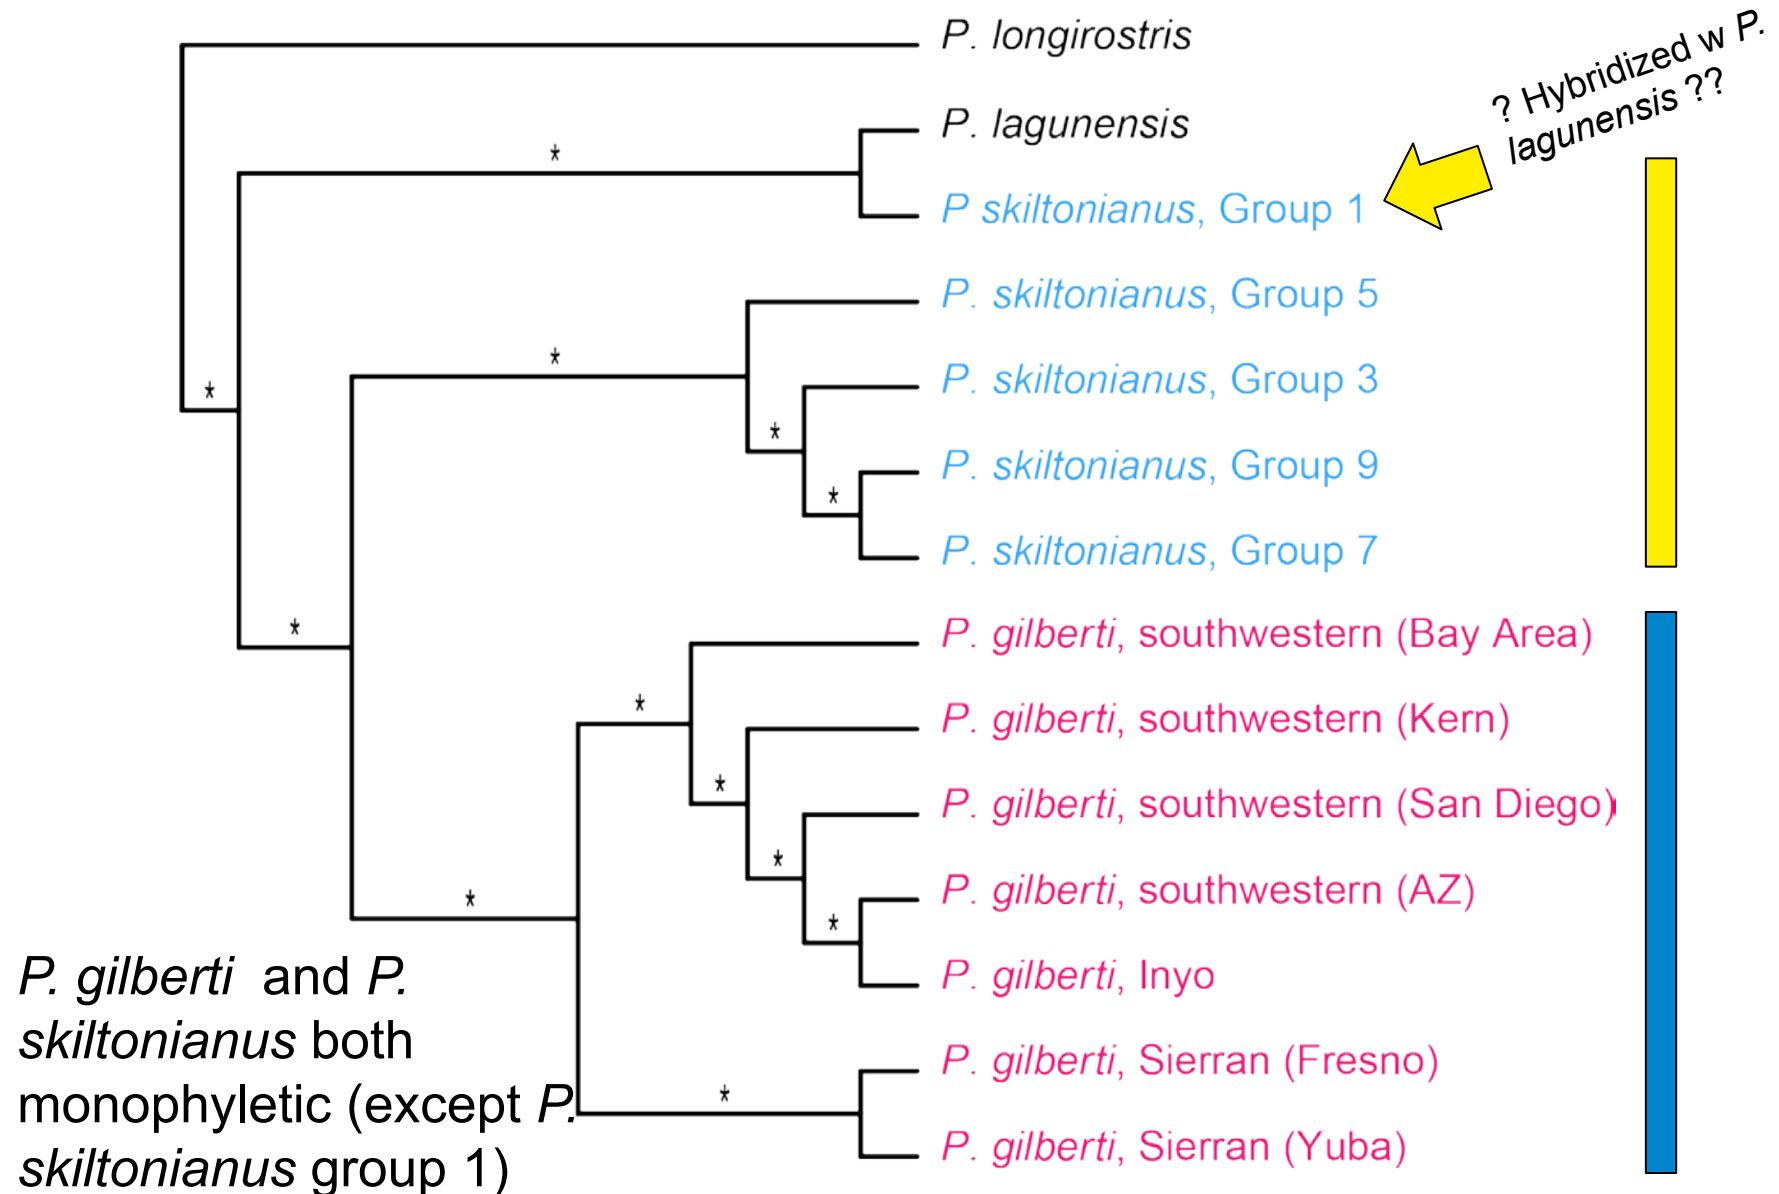 P. longirostris
? Hybridized w P.
lagunensis ??
P. lagunensis
*
P skiltonianus, Group 1
P. skiltonianus, Group 5
*
P. skiltonianus, Group 3
*
*
P. skiltonianus, Group 9
*
P. skiltonianus, Group 7
*
P. gilberti, southwestern (Bay Area)
*
P. gilberti, southwestern (Kern)
*
P. gilberti, southwestern (San Diego)
*
P. gilberti, southwestern (AZ)
*
*
P. gilberti, Inyo
P. gilberti, Sierran (Fresno)
*
P. gilberti, Sierran (Yuba)
P. gilberti and P.
skiltonianus both
monophyletic (except P.
skiltonianus group 1)